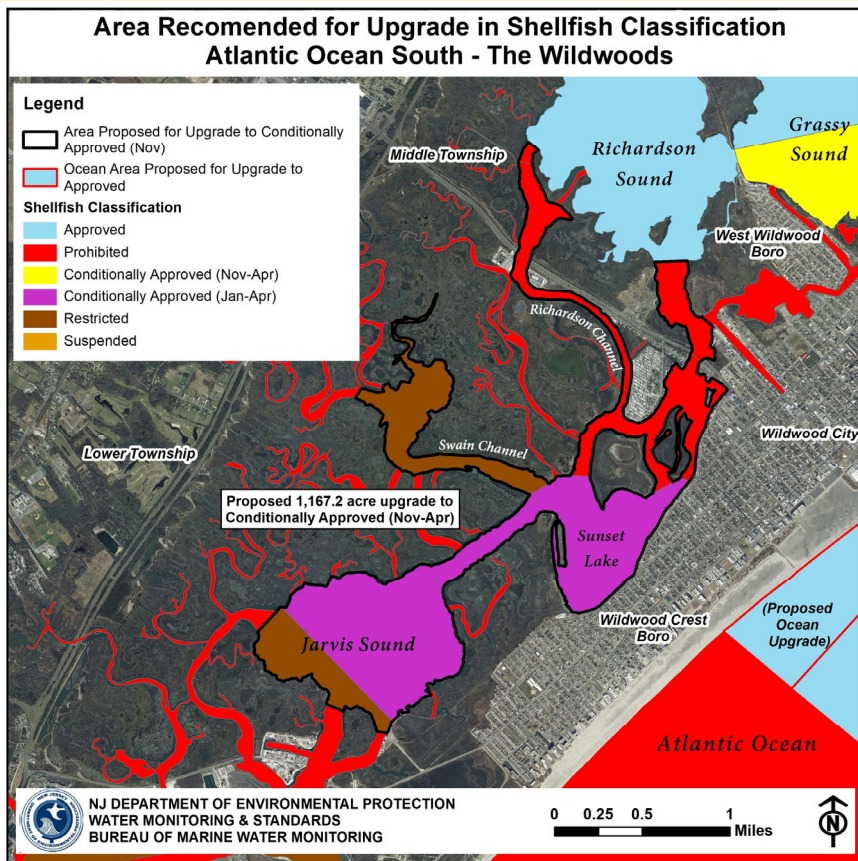 Area Recomended for Upgrade in Shellfish Classification
Atlantic Ocean South - The Wildwoods
Legend
Area Proposed for Upgrade to Conditionally
Approved (Nov)
Ocean Area Proposed for Upgrade to
Approved
Shellfish Classification
Approved
Prohibited
Conditionally Approved (Nov-Apr)
Conditionally Approved (Jan-Apr)
Restricted
Suspended
Middle Township
Richardson
Sound
Grassy
Sound
West Wildwood
Boro
Richardson Channel
Wildwood City
Lower Township
Swain Channel
Proposed 1,167.2 acre upgrade to
Conditionally Approved (Nov-Apr)
Sunset
Lake
Wildwood Crest
Boro
(Proposed
Ocean
Upgrade)
Jarvis Sound
Atlantic Ocean
NJ DEPARTMENT OF ENVIRONMENTAL PROTECTION
WATER MONITORING & STANDARDS
BUREAU OF MARINE WATER MONITORING
0 0.25 0.5 1
Miles
N